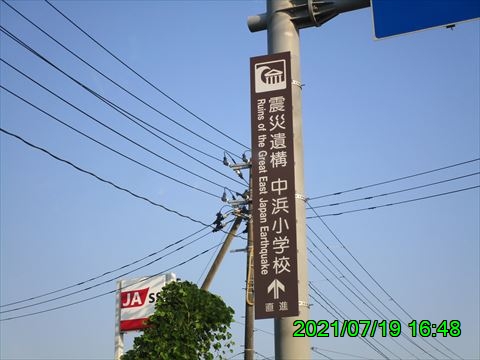 震災遺構 中浜小学校
Ruins of the Great East Japan Earthquake
直進
JA
2021/07/19 16:48